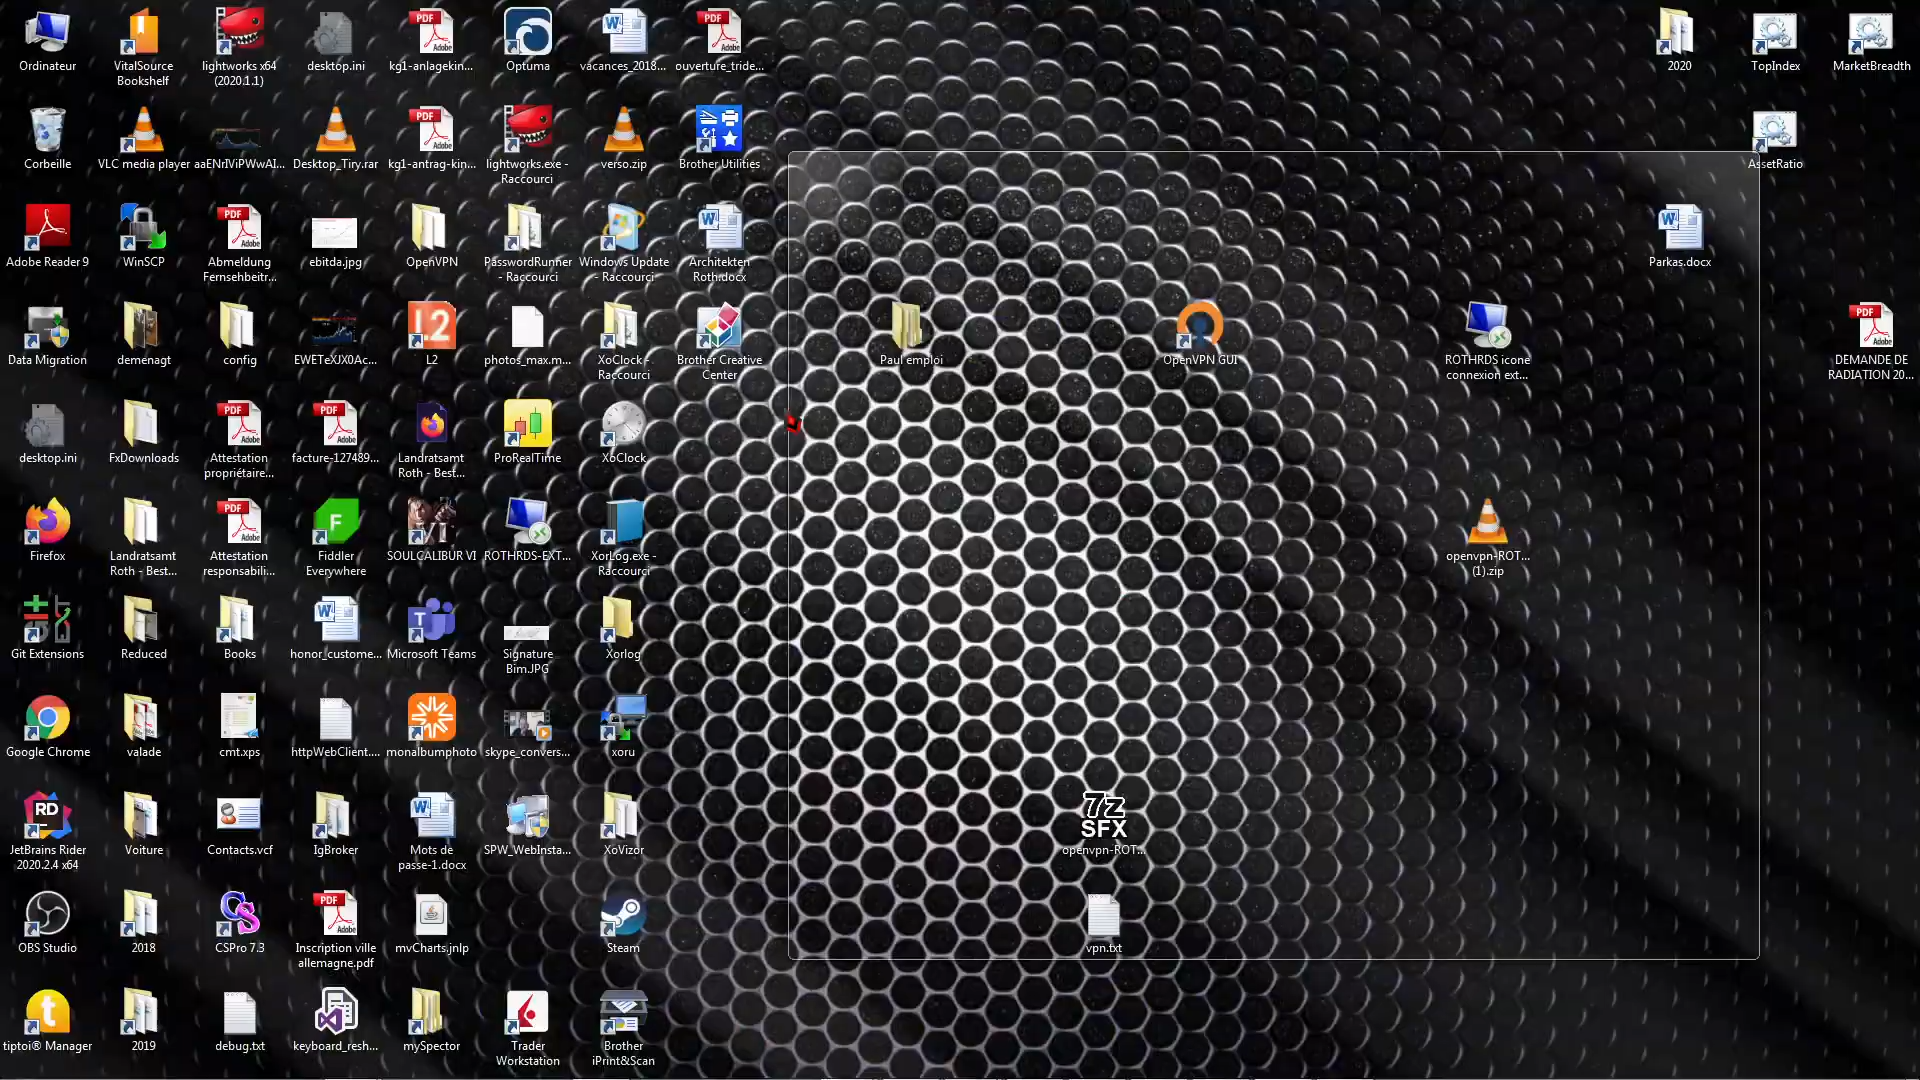 Ordinateur
VitalSource
Bookshelf
lightworks x64
(2020.1.1)
desktop.ini
kg1-anlagekin...
Optuma
vacances_2018...
ouverture_tride...
2020
TopIndex
MarketBreadth
Corbeille
VLC media player
aaENrIViPWwAI...
Desktop_Tiry.rar
kg1-antrag-kin...
lightworks.exe -
Raccourci
verso.zip
Brother Utilities
AssetRatio
Adobe Reader 9
WinSCP
Abmeldung
Fernsehbeitr...
ebitda.jpg
OpenVPN
PasswordRunner
- Raccourci
Windows Update
- Raccourci
Architekten
Roth.docx
Parkas.docx
Data Migration
demenagt
config
EWETeXJX0Ac...
L2
photos_max.m...
XoClock -
Raccourci
Brother Creative
Center
Paul emploi
OpenVPN GUI
ROTHRDS icone
connexion ext...
DEMANDE DE
RADIATION 20...
desktop.ini
FxDownloads
Attestation
propriétaire...
facture-127489...
Landratsamt
Roth - Best...
ProRealTime
XoClock
Firefox
Landratsamt
Roth - Best...
Attestation
responsabili...
Fiddler
Everywhere
SOULCALIBUR VI
ROTHRDS-EXT...
XorLog.exe -
Raccourci
openvpn-ROT...
(1).zip
Git Extensions
Reduced
Books
honor_custome...
Microsoft Teams
Signature
Bim.JPG
Xorlog
Google Chrome
valade
cmt.xps
httpWebClient....
monalbumphoto
skype_convers...
xoru
JetBrains Rider
2020.2.4 x64
Voiture
Contacts.vcf
IgBroker
Mots de
passe-1.docx
SPW_WebInsta...
XoVizor
7z
SFX
openvpn-ROT...
OBS Studio
2018
CSPro 7.3
Inscription ville
allemagne.pdf
mvCharts.jnlp
Steam
vpn.txt
tiptoi® Manager
2019
debug.txt
keyboard_resh...
mySpector
Trader
Workstation
Brother
iPrint&Scan